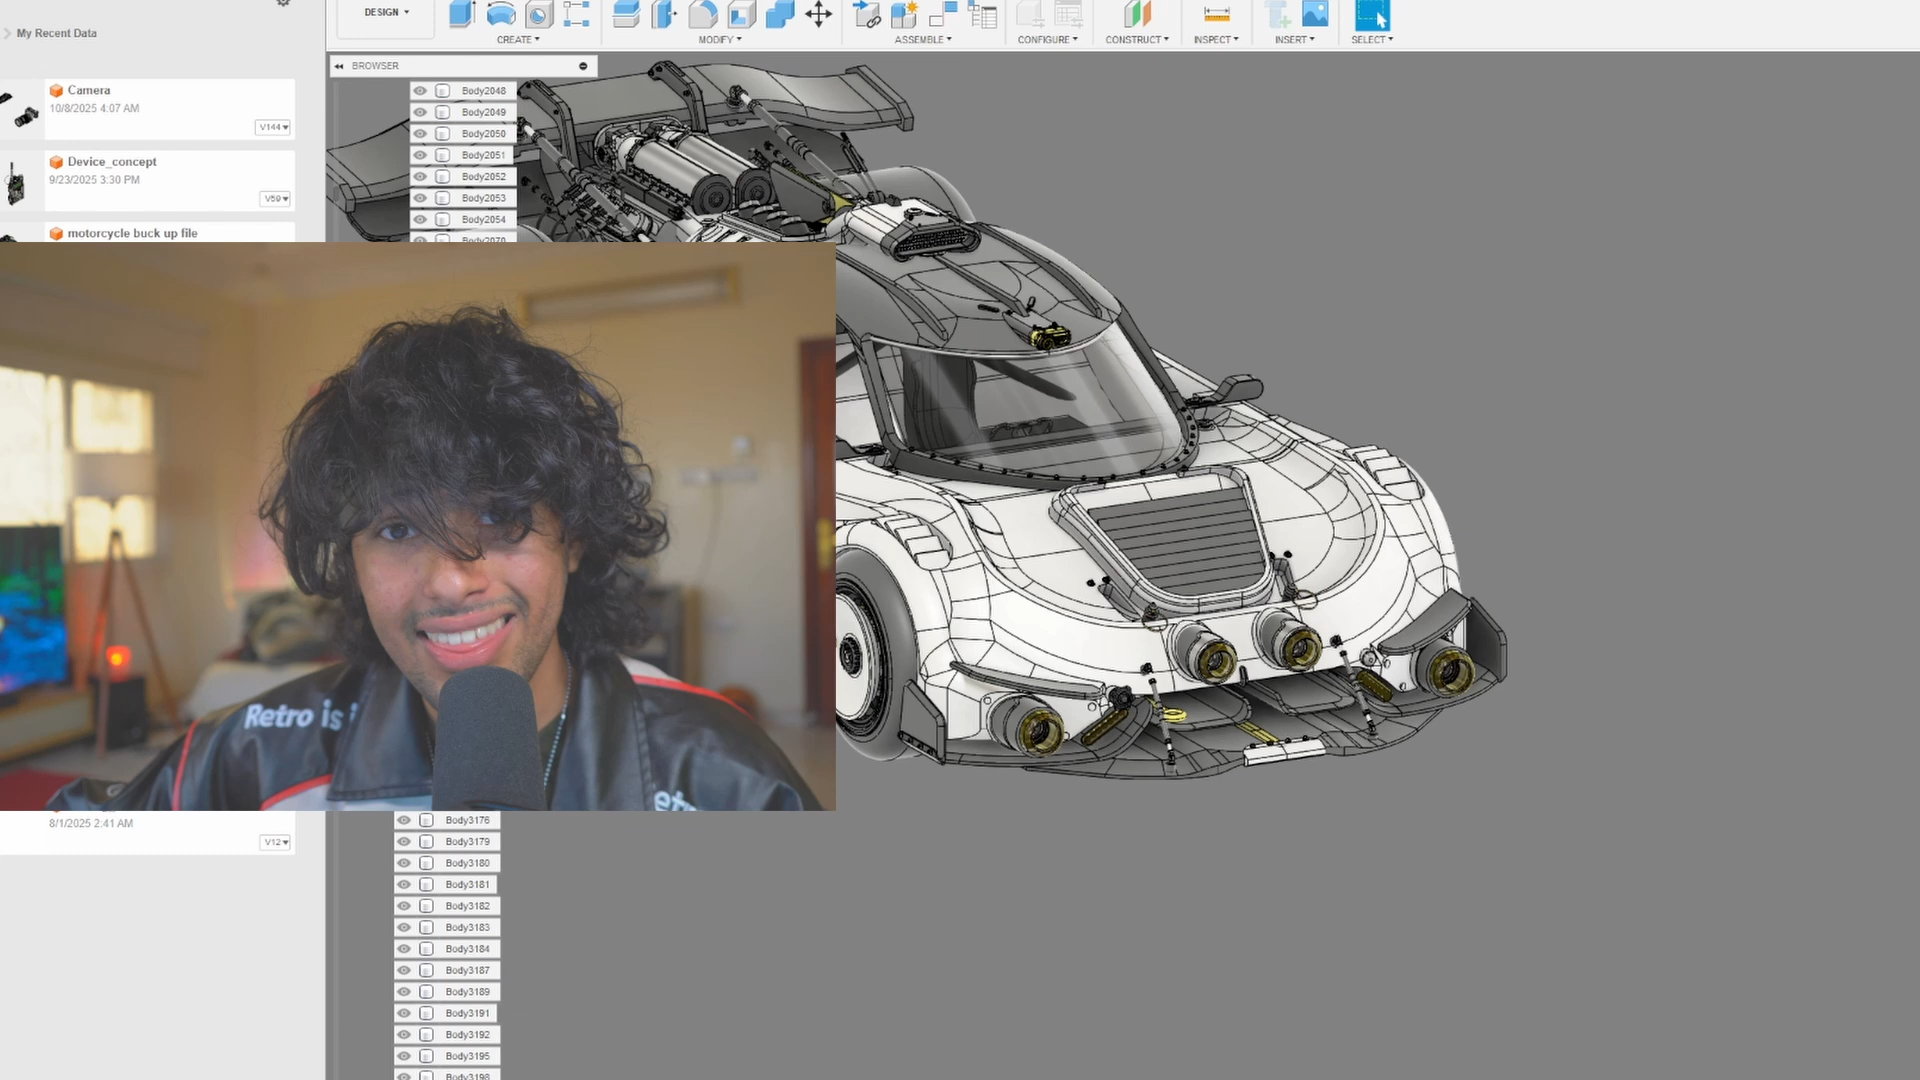 DESIGN
CREATE
MODIFY
ASSEMBLE
CONFIGURE
CONSTRUCT
INSPECT
INSERT
SELECT
My Recent Data
BROWSER
Camera
10/8/2025 4:07 AM
V144
Device_concept
9/23/2025 3:30 PM
V59
motorcycle buck up file
Body2048
Body2049
Body2050
Body2051
Body2052
Body2053
Body2054
Body2070
Retro is
8/1/2025 2:41 AM
V12
Body3176
Body3179
Body3180
Body3181
Body3182
Body3183
Body3184
Body3187
Body3189
Body3191
Body3192
Body3195
Body3198